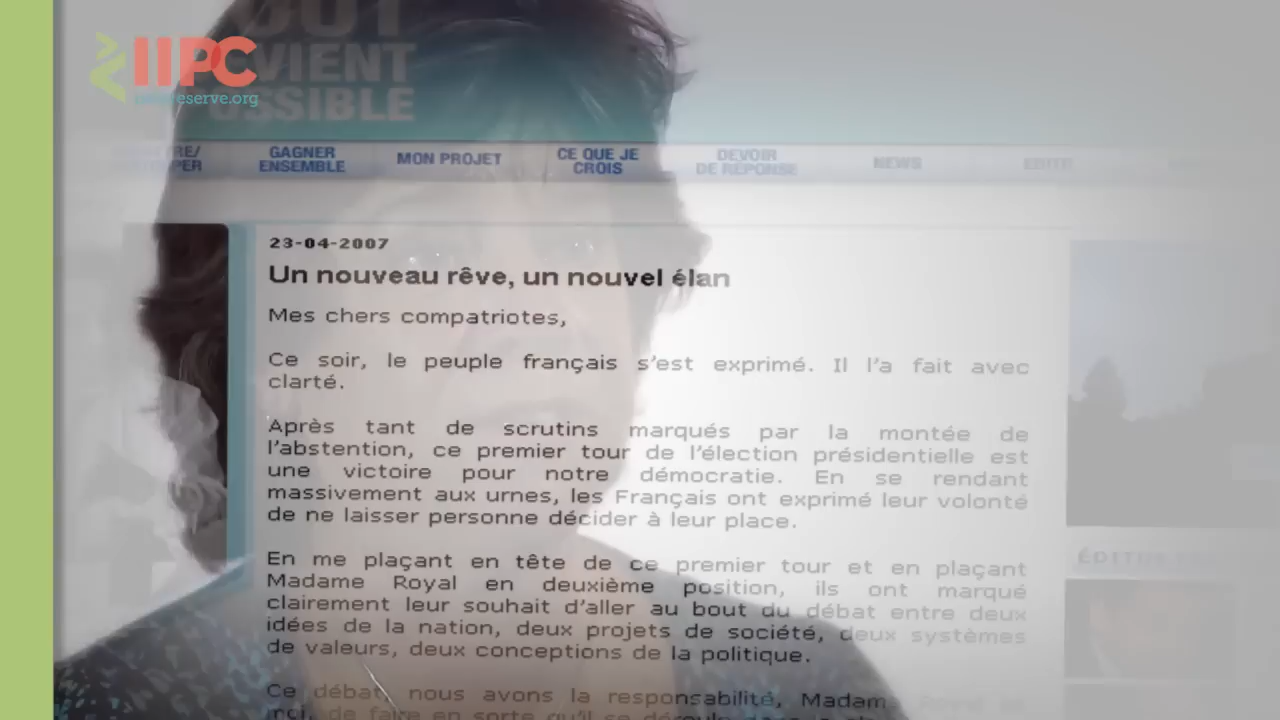 IIPC
OUT
VIENT
SSIBLE
GAGNER
ENSEMBLE
MON PROJET
CE QUE JE
CROIS
DEVOIR
DE RÉPONSE
NEWS
23-04-2007
Un nouveau rêve, un nouvel élan
Mes chers compatriotes,
Ce soir, le peuple français s'est exprimé. Il l'a fait avec
clarté.
Après tant de scrutins marqués par la montée de
l'abstention, ce premier tour de l'élection présidentielle est
une victoire pour notre démocratie. En se rendant
massivement aux urnes, les Français ont exprimé leur volonté
de ne laisser personne décider à leur place.
En me plaçant en tête de ce premier tour et en plaçant
Madame Royal en deuxième position, ils ont marqué
clairement leur souhait d'aller au bout du débat entre deux
idées de la nation, deux projets de société, deux systèmes
de valeurs, deux conceptions de la politique.
Ce débat, nous avons la responsabilité,